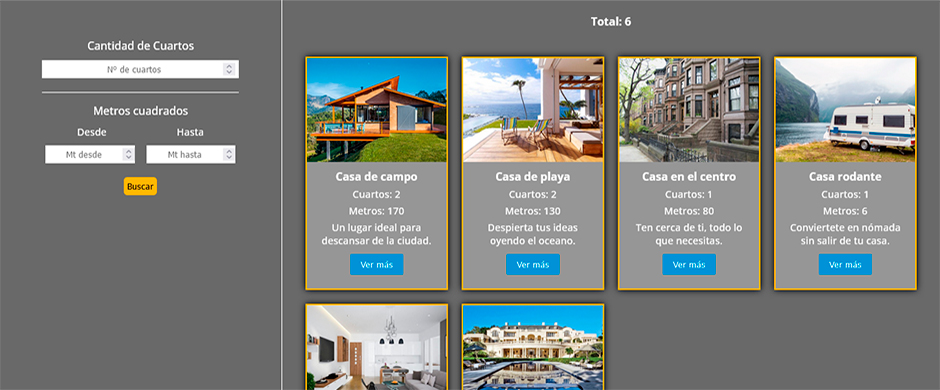 Cantidad de Cuartos
Nº de cuartos
Metros cuadrados
Desde
Hasta
Mt desde
Mt hasta
Buscar
Total: 6
Casa de campo
Cuartos: 2
Metros: 170
Un lugar ideal para
descansar de la ciudad.
Ver más
Casa de playa
Cuartos: 2
Metros: 130
Despierta tus ideas
oyendo el oceano.
Ver más
Casa en el centro
Cuartos: 1
Metros: 80
Ten cerca de ti, todo lo
que necesitas.
Ver más
Casa rodante
Cuartos: 1
Metros: 6
Conviertete en nómada
sin salir de tu casa.
Ver más